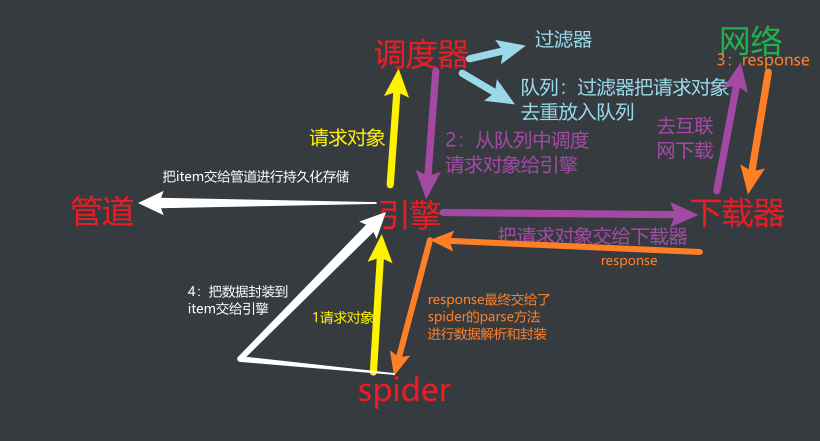 网络
调度器
过滤器
3：response
队列：过滤器把请求对象
去重放入队列
请求对象
2：从队列中调度
请求对象给引擎
去互联
网下载
把item交给管道进行持久化存储
管道
引擎
下载器
把请求对象交给下载器
response
4：把数据封装到
item交给引擎
1请求对象
response最终交给了
spider的parse方法
进行数据解析和封装
spider